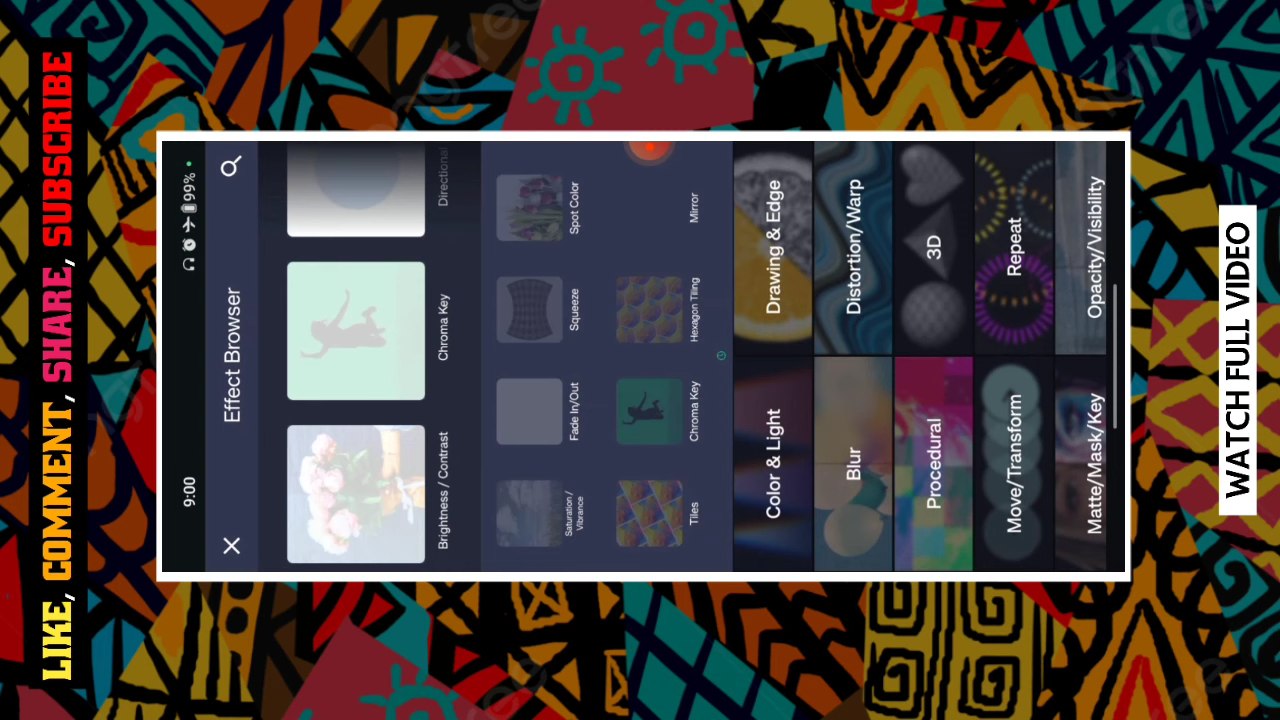 LIKE, COMMENT, SHARE, SUBSCRIBE
9:00
99%
Effect Browser
Brightness / Contrast
Chroma Key
Directional
Saturation /
Vibrance
Fade In/Out
Squeeze
Spot Color
Tiles
Chroma Key
Hexagon Tiling
Mirror
Color & Light
Drawing & Edge
Blur
Distortion/Warp
Procedural
3D
Move/Transform
Repeat
Matte/Mask/Key
Opacity/Visibility
WATCH FULL VIDEO